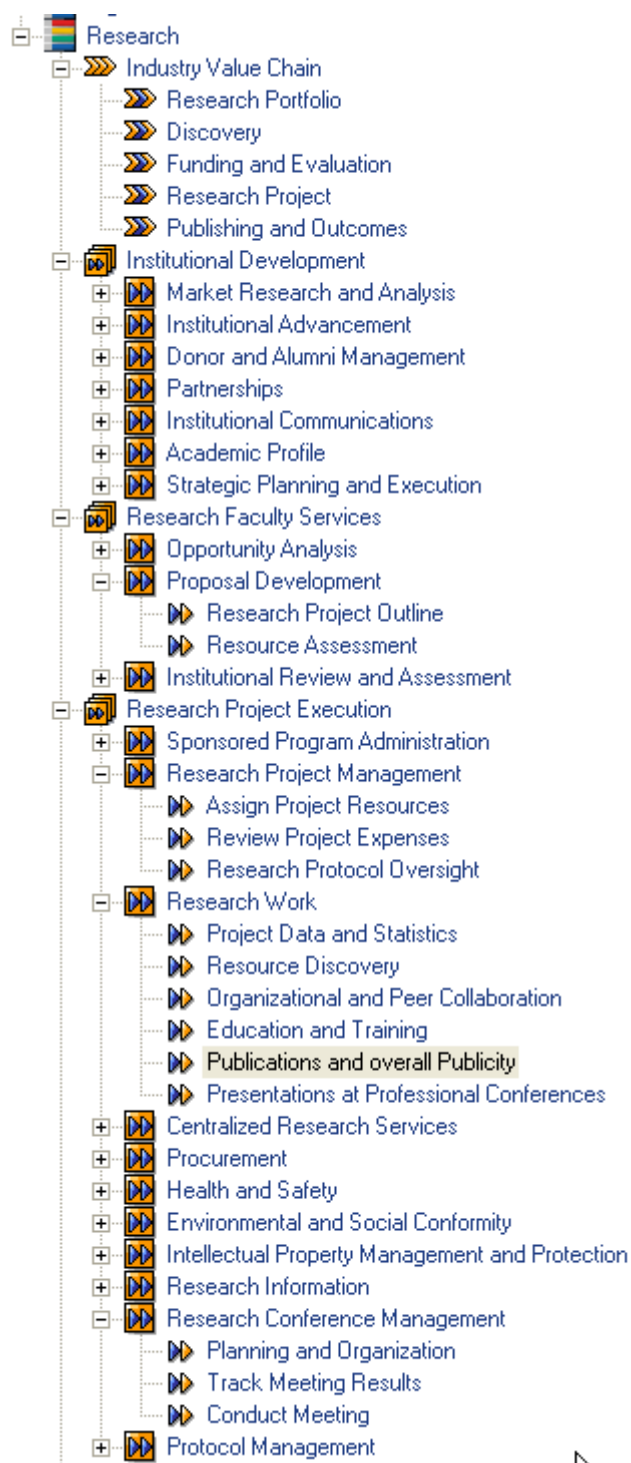 Research
Industry Value Chain
Research Portfolio
Discovery
Funding and Evaluation
Research Project
Publishing and Outcomes
Institutional Development
Market Research and Analysis
Institutional Advancement
Donor and Alumni Management
Partnerships
Institutional Communications
Academic Profile
Strategic Planning and Execution
Research Faculty Services
Opportunity Analysis
Proposal Development
Research Project Outline
Resource Assessment
Institutional Review and Assessment
Research Project Execution
Sponsored Program Administration
Research Project Management
Assign Project Resources
Review Project Expenses
Research Protocol Oversight
Research Work
Project Data and Statistics
Resource Discovery
Organizational and Peer Collaboration
Education and Training
Publications and overall Publicity
Presentations at Professional Conferences
Centralized Research Services
Procurement
Health and Safety
Environmental and Social Conformity
Intellectual Property Management and Protection
Research Information
Research Conference Management
Planning and Organization
Track Meeting Results
Conduct Meeting
Protocol Management